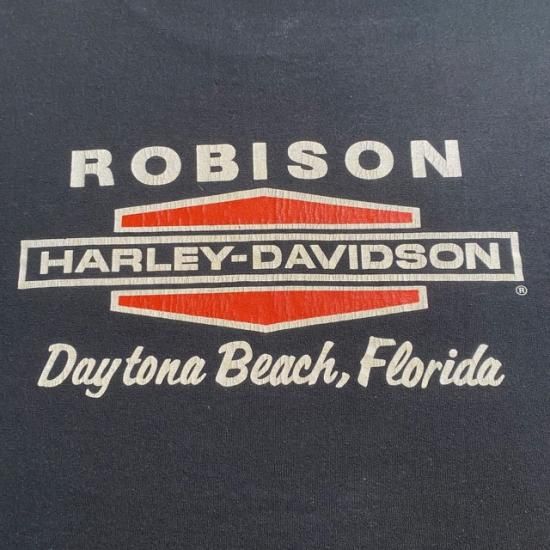 ROBISON
HARLEY-DAVIDSON
®
Daytona Beach, Florida